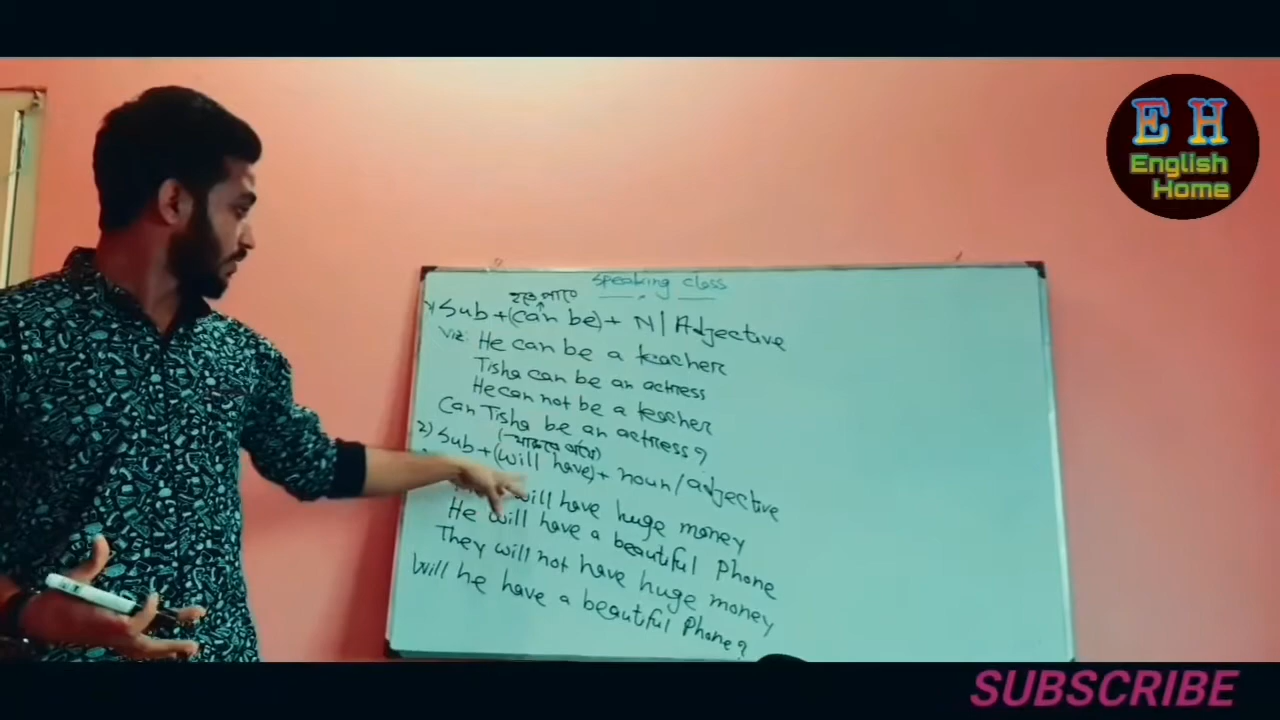 E H
English
Home
Speaking class
হতে পারে
1) Sub + (can be) + N / Adjective
Viz: He can be a teacher
Tisha can be an actress
He can not be a teacher
Can Tisha be an actress?
2) Sub + (will have) + noun / adjective
will have huge money
He will have a beautiful Phone
They will not have huge money
Will he have a beautiful Phone?
SUBSCRIBE